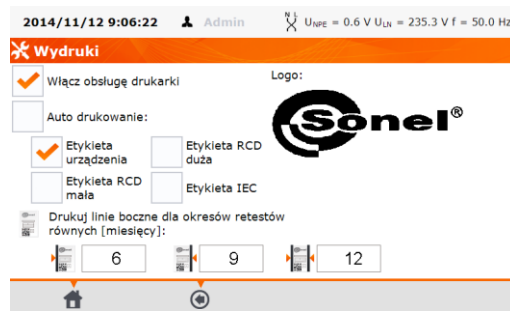 2014/11/12 9:06:22 Admin N L UNPE = 0.6 V ULN = 235.3 V f = 50.0 Hz
Wydruki
Włącz obsługę drukarki
Logo:
Sonel®
Auto drukowanie:
Etykieta
urządzenia
Etykieta RCD
duża
Etykieta RCD
mała
Etykieta IEC
Drukuj linie boczne dla okresów retestów
równych [miesięcy]:
6 9 12